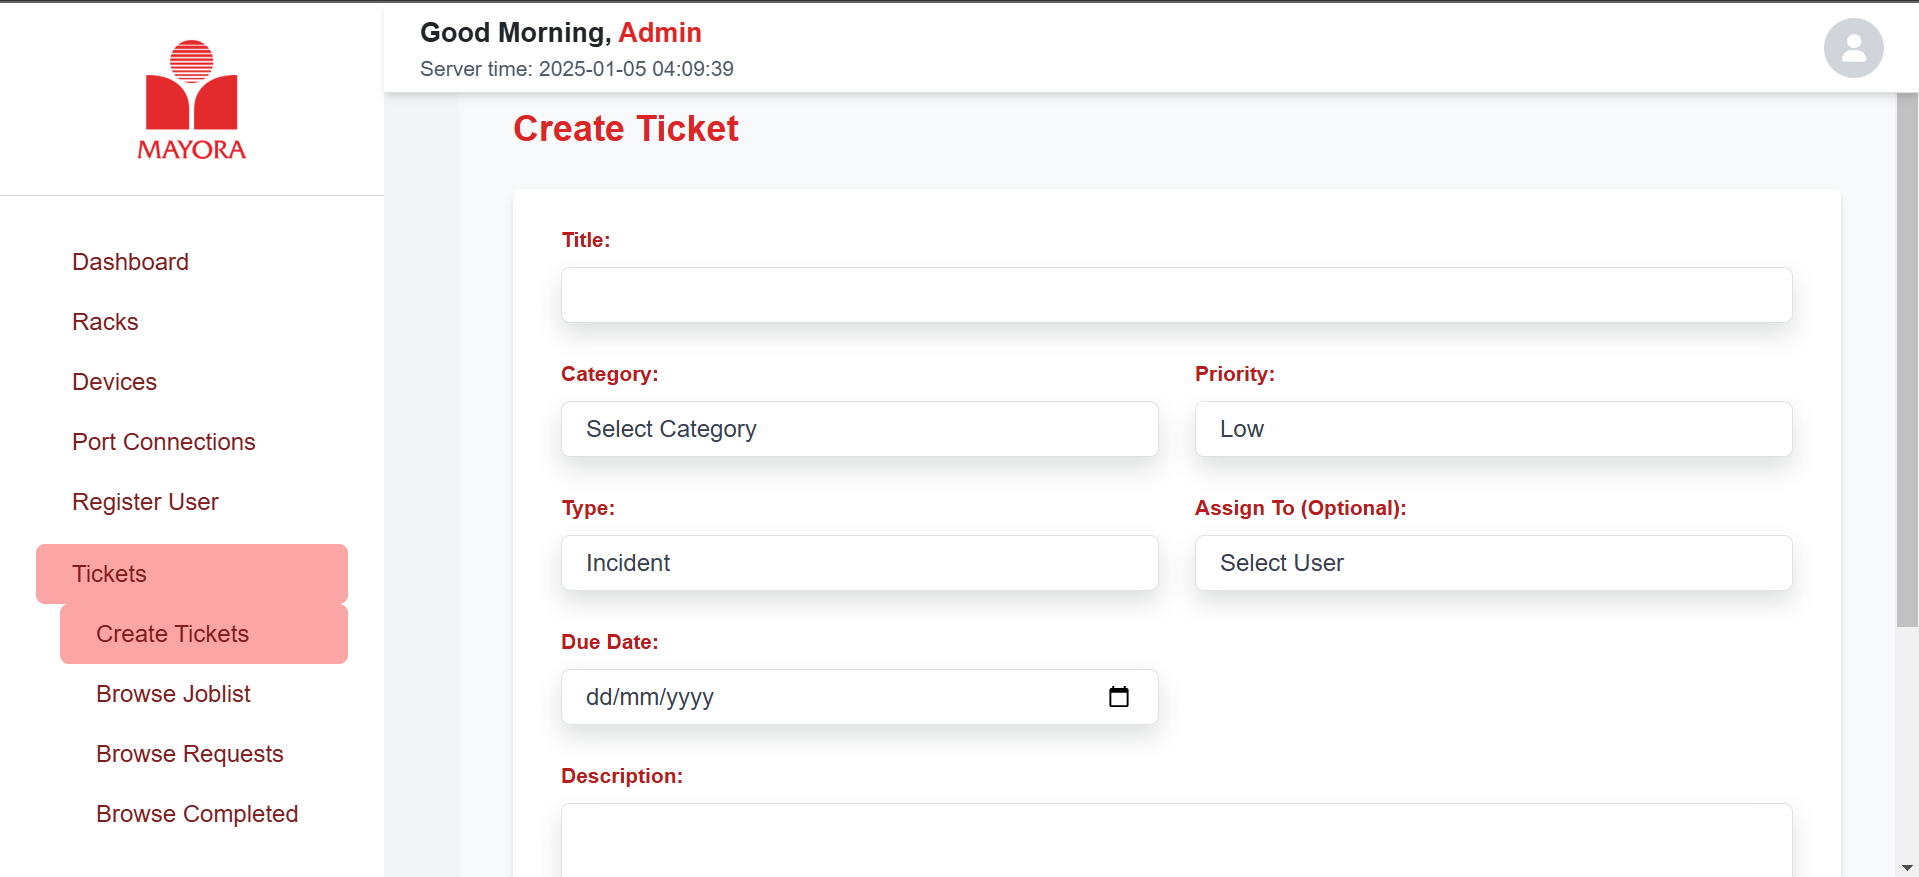 MAYORA
Dashboard
Racks
Devices
Port Connections
Register User
Tickets
Create Tickets
Browse Joblist
Browse Requests
Browse Completed
Good Morning, Admin
Server time: 2025-01-05 04:09:39
Create Ticket
Title:
Category:
Select Category
Priority:
Low
Type:
Incident
Assign To (Optional):
Select User
Due Date:
dd/mm/yyyy
Description: